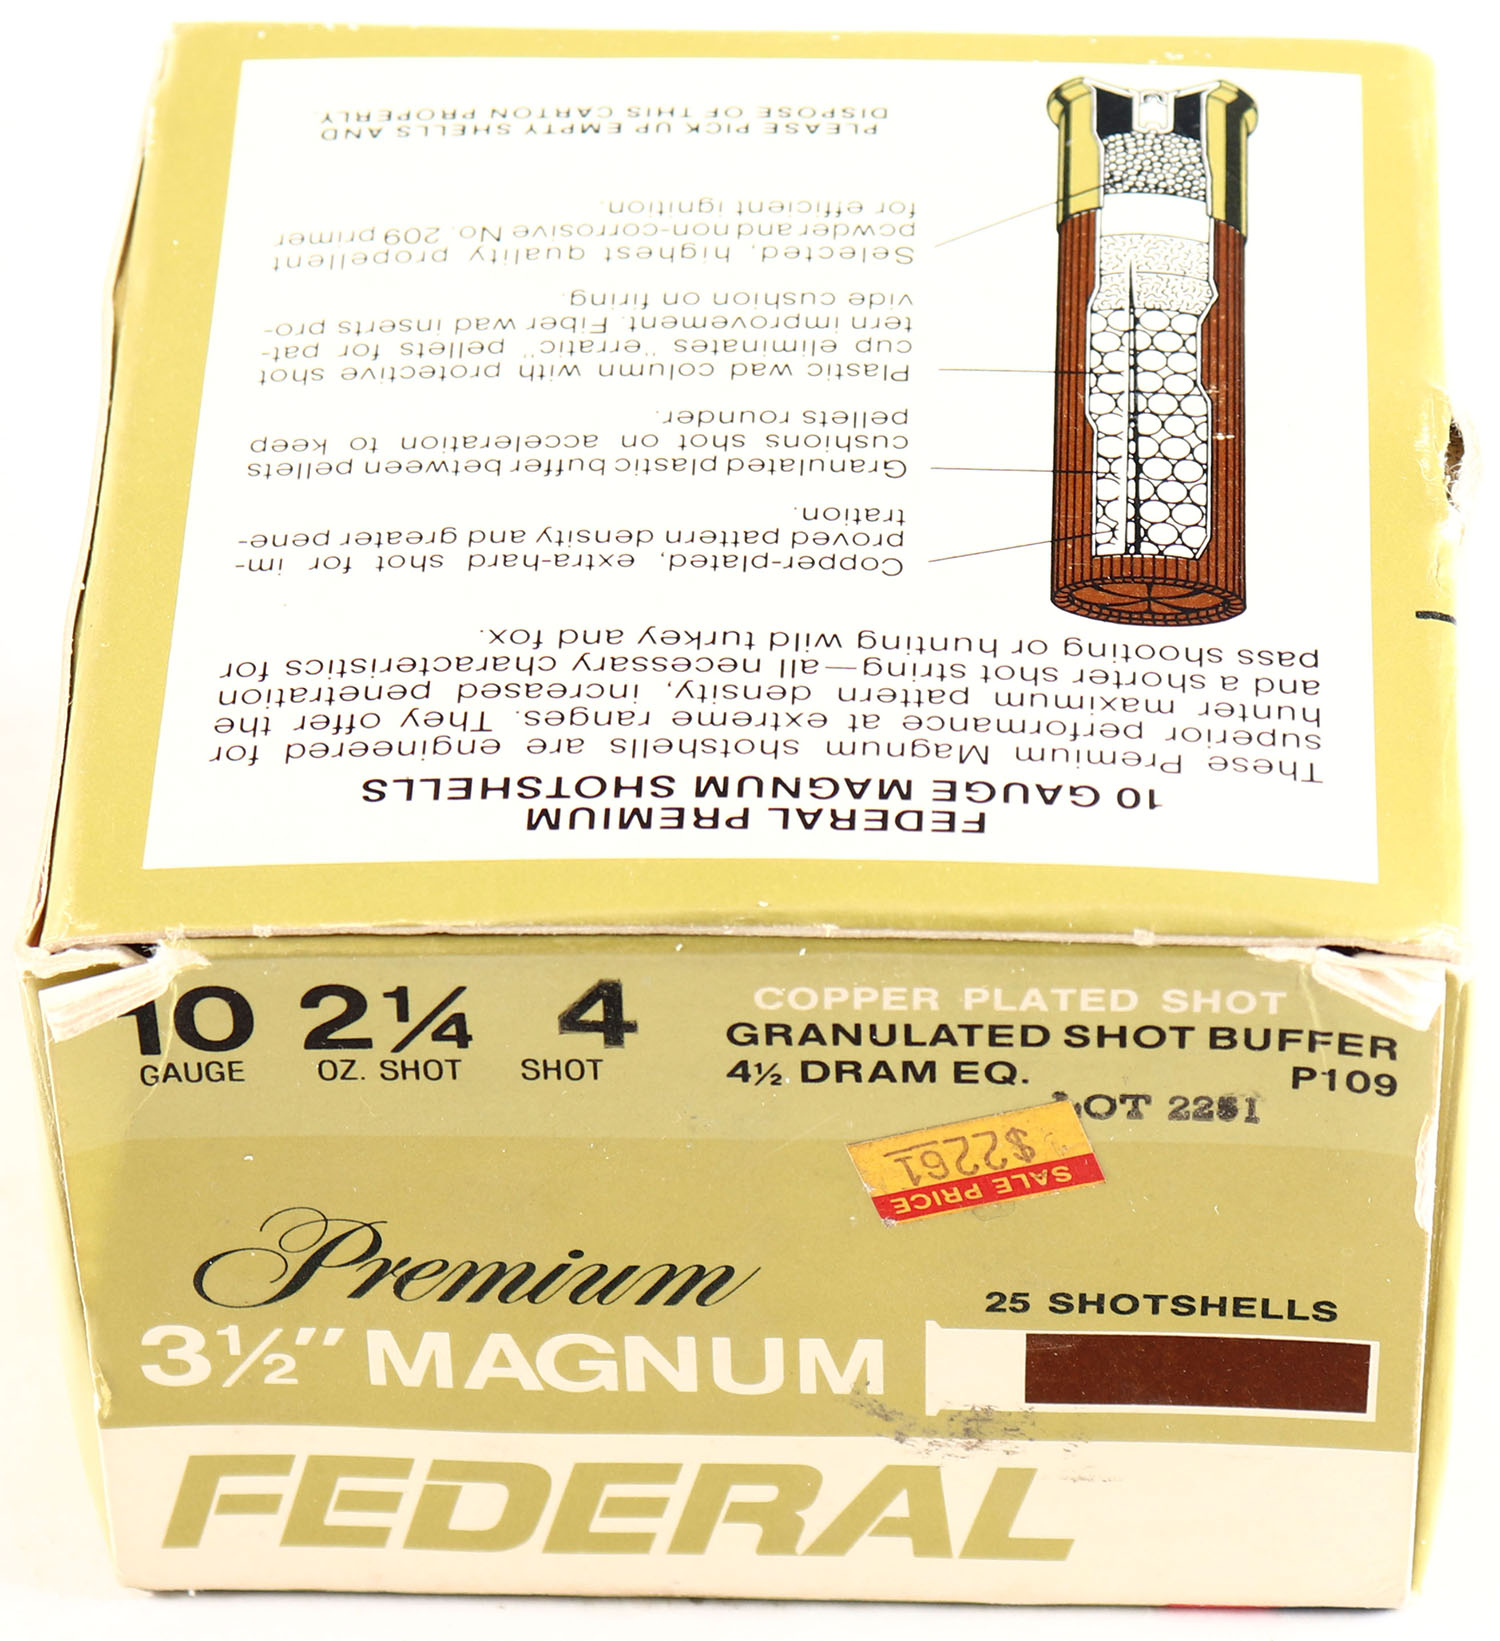 FEDERAL PREMIUM
10 GAUGE MAGNUM SHOTSHELLS
These Premium Magnum shotshells are engineered for
superior performance at extreme ranges. They offer the
hunter maximum pattern density, increased penetration
and a shorter shot string—all necessary characteristics for
pass shooting or hunting wild turkey and fox.
Copper-plated, extra-hard shot for im-
proved pattern density and greater pene-
tration.
Granulated plastic buffer between pellets
cushions shot on acceleration to keep
pellets rounder.
Plastic wad column with protective shot
cup eliminates "erratic" pellets for pat-
tern improvement. Fiber wad inserts pro-
vide cushion on firing.
Selected, highest quality propellent
powder and non-corrosive No. 209 primer
for efficient ignition.
PLEASE PICK UP EMPTY SHELLS AND
DISPOSE OF THIS CARTON PROPERLY.
10 2¼ 4
GAUGE OZ. SHOT SHOT
COPPER PLATED SHOT
GRANULATED SHOT BUFFER
4½ DRAM EQ. P109
LOT 2251
SALE PRICE
$2261
Premium
3½" MAGNUM
25 SHOTSHELLS
FEDERAL